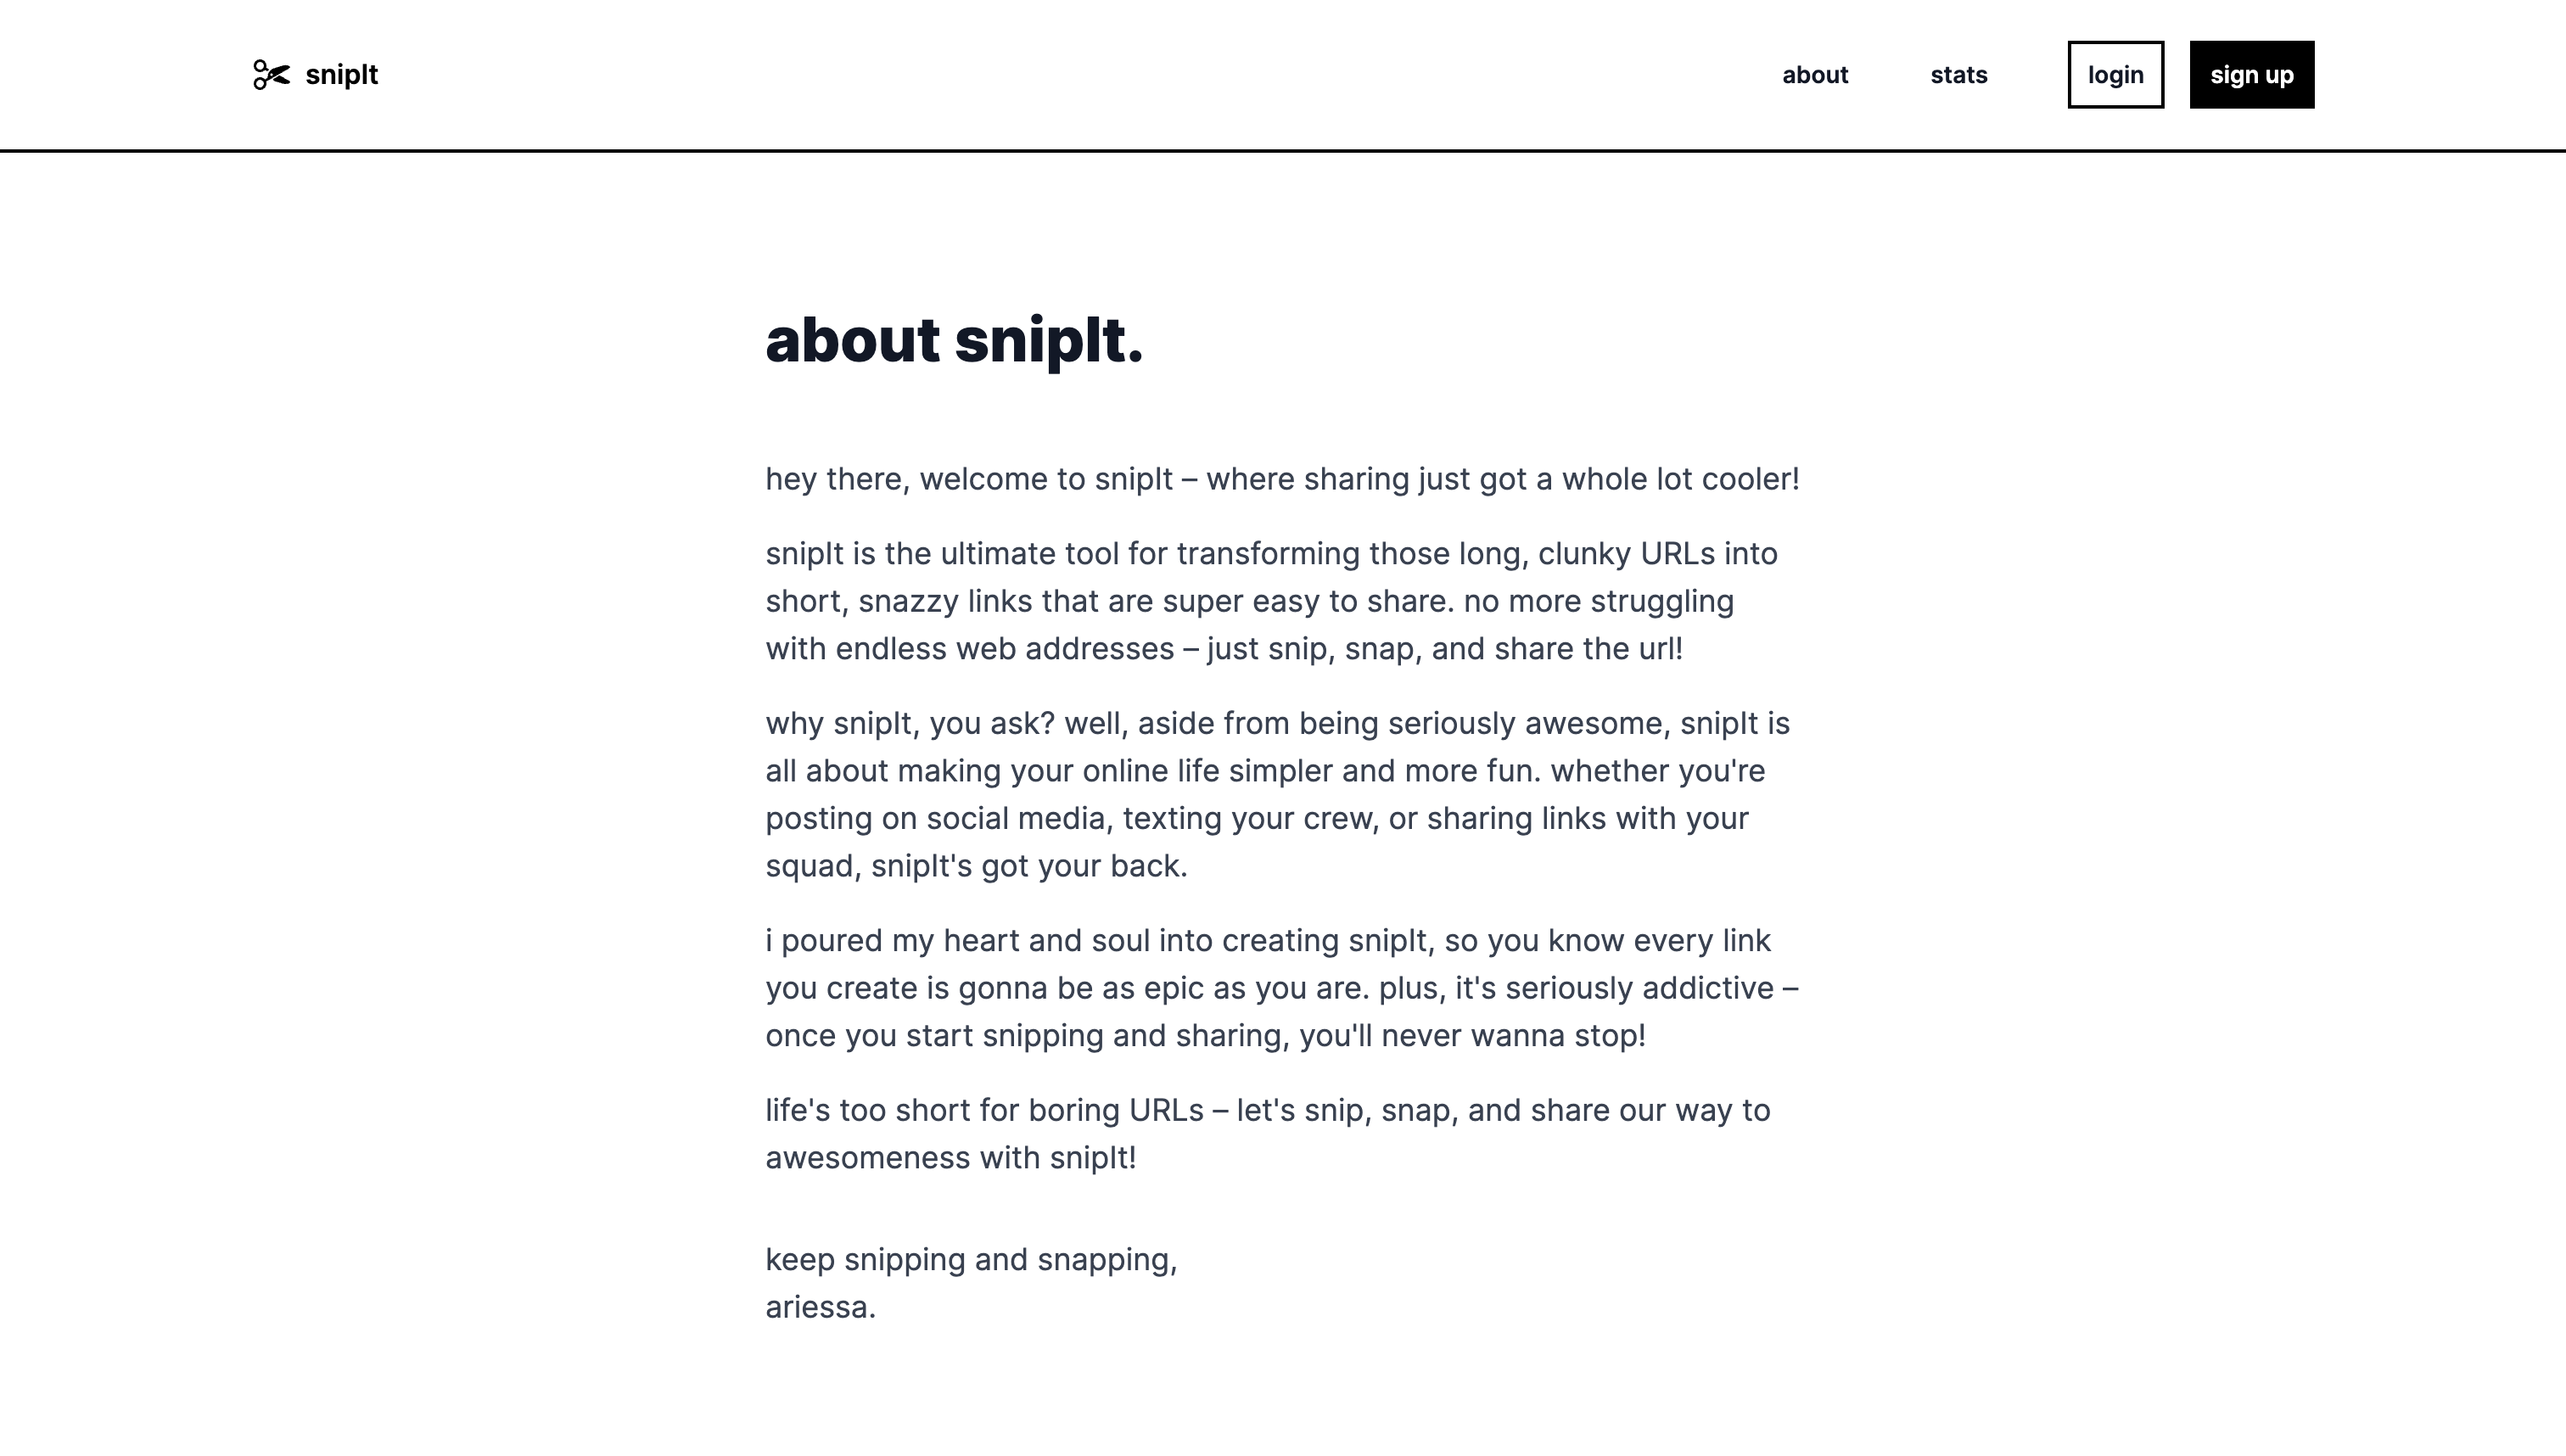 snipIt
about
stats
login
sign up
about snipIt.
hey there, welcome to snipIt – where sharing just got a whole lot cooler!
snipIt is the ultimate tool for transforming those long, clunky URLs into
short, snazzy links that are super easy to share. no more struggling
with endless web addresses – just snip, snap, and share the url!
why snipIt, you ask? well, aside from being seriously awesome, snipIt is
all about making your online life simpler and more fun. whether you're
posting on social media, texting your crew, or sharing links with your
squad, snipIt's got your back.
i poured my heart and soul into creating snipIt, so you know every link
you create is gonna be as epic as you are. plus, it's seriously addictive –
once you start snipping and sharing, you'll never wanna stop!
life's too short for boring URLs – let's snip, snap, and share our way to
awesomeness with snipIt!
keep snipping and snapping,
ariessa.